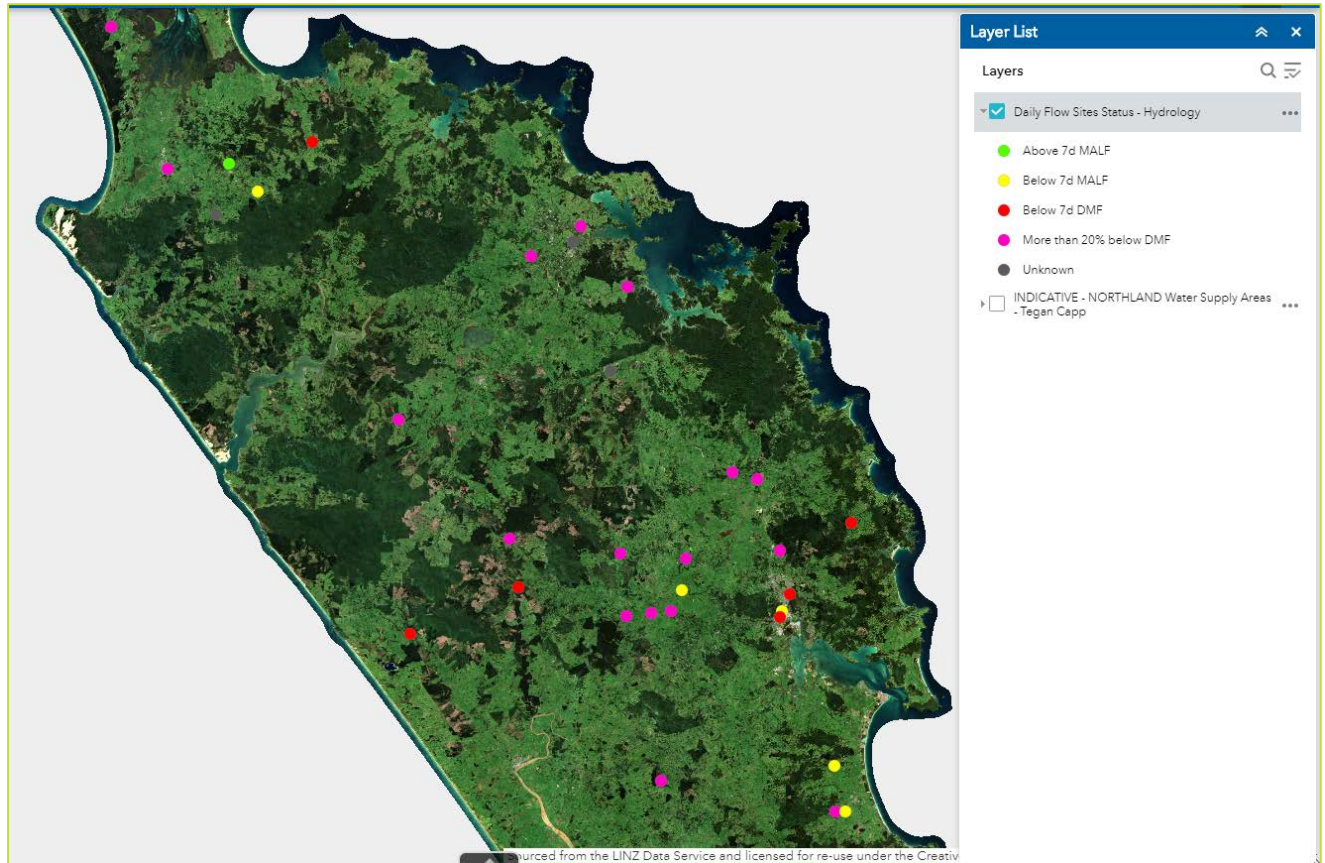 Layer List
Layers
Daily Flow Sites Status - Hydrology
Above 7d MALF
Below 7d MALF
Below 7d DMF
More than 20% below DMF
Unknown
INDICATIVE - NORTHLAND Water Supply Areas
- Tegan Capp
ourced from the LINZ Data Service and licensed for re-use under the Creativ